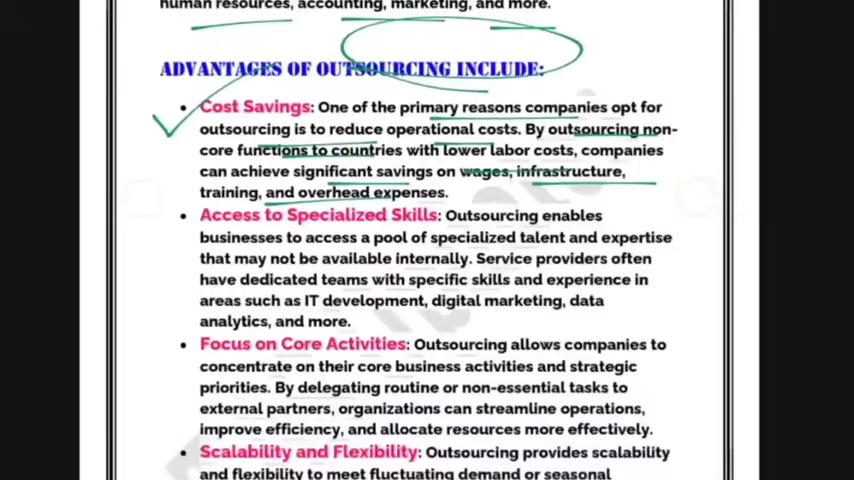 human resources, accounting, marketing, and more.
ADVANTAGES OF OUTSOURCING INCLUDE:
• Cost Savings: One of the primary reasons companies opt for
outsourcing is to reduce operational costs. By outsourcing non-
core functions to countries with lower labor costs, companies
can achieve significant savings on wages, infrastructure,
training, and overhead expenses.
• Access to Specialized Skills: Outsourcing enables
businesses to access a pool of specialized talent and expertise
that may not be available internally. Service providers often
have dedicated teams with specific skills and experience in
areas such as IT development, digital marketing, data
analytics, and more.
• Focus on Core Activities: Outsourcing allows companies to
concentrate on their core business activities and strategic
priorities. By delegating routine or non-essential tasks to
external partners, organizations can streamline operations,
improve efficiency, and allocate resources more effectively.
• Scalability and Flexibility: Outsourcing provides scalability
and flexibility to meet fluctuating demand or seasonal